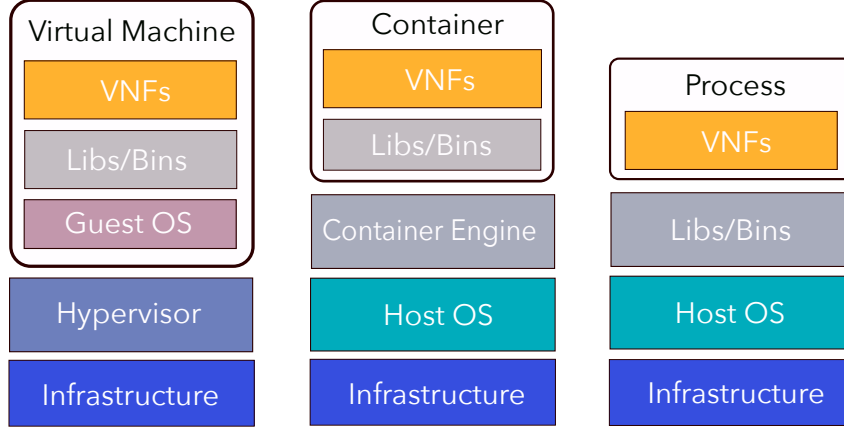 Virtual Machine
VNFs
Libs/Bins
Guest OS
Hypervisor
Infrastructure
Container
VNFs
Libs/Bins
Container Engine
Host OS
Infrastructure
Process
VNFs
Libs/Bins
Host OS
Infrastructure